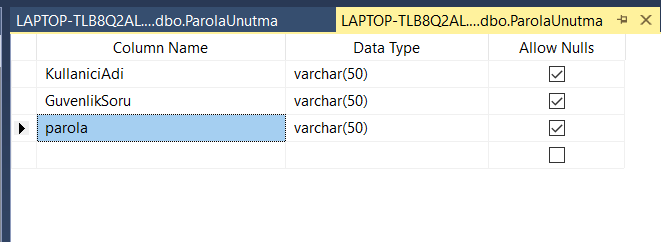 LAPTOP-TLB8Q2AL....dbo.ParolaUnutma LAPTOP-TLB8Q2AL....dbo.ParolaUnutma
Column Name Data Type Allow Nulls
KullaniciAdi varchar(50)
GuvenlikSoru varchar(50)
parola varchar(50)